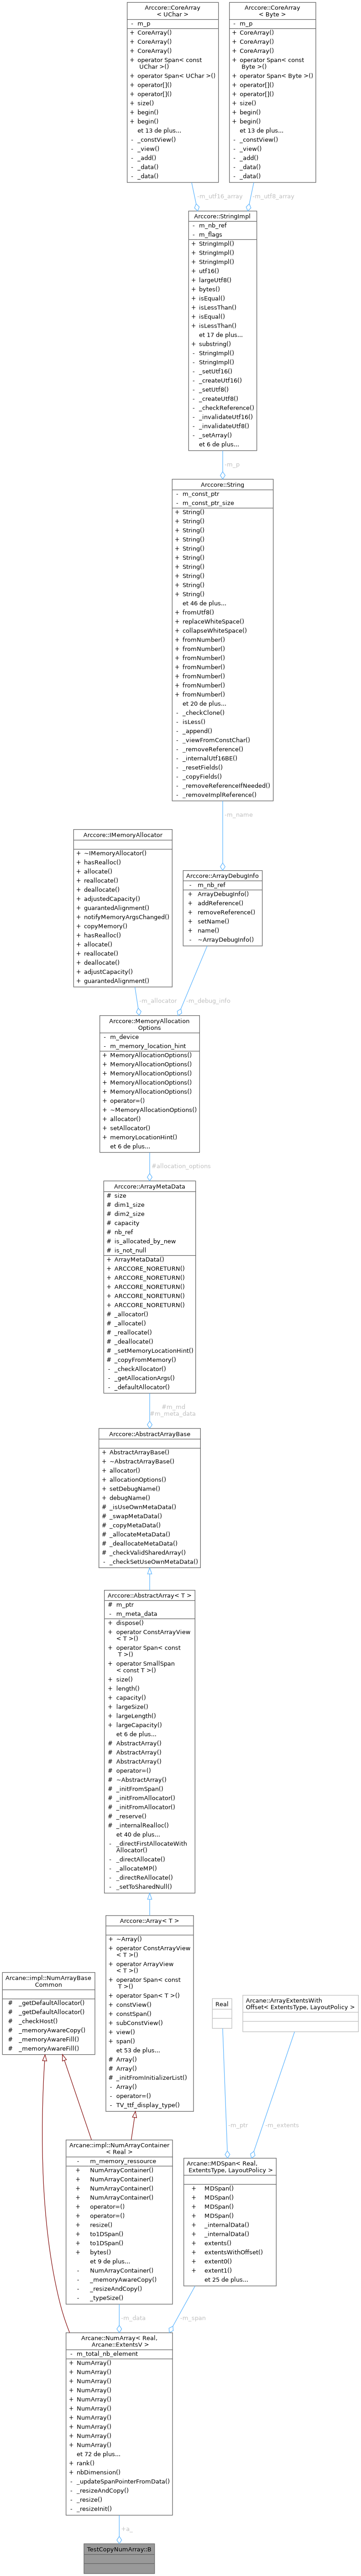 Arccore::CoreArray
< UChar >
- m_p
+ CoreArray()
+ CoreArray()
+ CoreArray()
+ operator Span< const
UChar >()
+ operator Span< UChar >()
+ operator[]()
+ operator[]()
+ size()
+ begin()
+ begin()
et 13 de plus...
- _constView()
- _view()
- _add()
- _data()
- _data()
Arccore::CoreArray
< Byte >
- m_p
+ CoreArray()
+ CoreArray()
+ CoreArray()
+ operator Span< const
Byte >()
+ operator Span< Byte >()
+ operator[]()
+ operator[]()
+ size()
+ begin()
+ begin()
et 13 de plus...
- _constView()
- _view()
- _add()
- _data()
- _data()
-m_utf16_array
-m_utf8_array
Arccore::StringImpl
- m_nb_ref
- m_flags
+ StringImpl()
+ StringImpl()
+ StringImpl()
+ utf16()
+ largeUtf8()
+ bytes()
+ isEqual()
+ isLessThan()
+ isEqual()
+ isLessThan()
et 17 de plus...
+ substring()
- StringImpl()
- StringImpl()
- _setUtf16()
- _createUtf16()
- _setUtf8()
- _createUtf8()
- _checkReference()
- _invalidateUtf16()
- _invalidateUtf8()
- _setArray()
et 6 de plus...
-m_p
Arccore::String
- m_const_ptr
- m_const_ptr_size
+ String()
+ String()
+ String()
+ String()
+ String()
+ String()
+ String()
+ String()
+ String()
+ String()
et 46 de plus...
+ fromUtf8()
+ replaceWhiteSpace()
+ collapseWhiteSpace()
+ fromNumber()
+ fromNumber()
+ fromNumber()
+ fromNumber()
+ fromNumber()
+ fromNumber()
+ fromNumber()
et 20 de plus...
- _checkClone()
- isLess()
- _append()
- _viewFromConstChar()
- _removeReference()
- _internalUtf16BE()
- _resetFields()
- _copyFields()
- _removeReferenceIfNeeded()
- _removeImplReference()
-m_name
Arccore::IMemoryAllocator
+ ~IMemoryAllocator()
+ hasRealloc()
+ allocate()
+ reallocate()
+ deallocate()
+ adjustedCapacity()
+ guarantedAlignment()
+ notifyMemoryArgsChanged()
+ copyMemory()
+ hasRealloc()
+ allocate()
+ reallocate()
+ deallocate()
+ adjustCapacity()
+ guarantedAlignment()
Arccore::ArrayDebugInfo
- m_nb_ref
+ ArrayDebugInfo()
+ addReference()
+ removeReference()
+ setName()
+ name()
- ~ArrayDebugInfo()
-m_allocator
-m_debug_info
Arccore::MemoryAllocation
Options
- m_device
- m_memory_location_hint
+ MemoryAllocationOptions()
+ MemoryAllocationOptions()
+ MemoryAllocationOptions()
+ MemoryAllocationOptions()
+ MemoryAllocationOptions()
+ operator=()
+ ~MemoryAllocationOptions()
+ allocator()
+ setAllocator()
+ memoryLocationHint()
et 6 de plus...
#allocation_options
Arccore::ArrayMetaData
# size
# dim1_size
# dim2_size
# capacity
# nb_ref
# is_allocated_by_new
# is_not_null
+ ArrayMetaData()
+ ARCCORE_NORETURN()
+ ARCCORE_NORETURN()
+ ARCCORE_NORETURN()
+ ARCCORE_NORETURN()
+ ARCCORE_NORETURN()
# _allocator()
# _allocate()
# _reallocate()
# _deallocate()
# _setMemoryLocationHint()
# _copyFromMemory()
- _checkAllocator()
- _getAllocationArgs()
- _defaultAllocator()
#m_md
#m_meta_data
Arccore::AbstractArrayBase
+ AbstractArrayBase()
+ ~AbstractArrayBase()
+ allocator()
+ allocationOptions()
+ setDebugName()
+ debugName()
# _isUseOwnMetaData()
# _swapMetaData()
# _copyMetaData()
# _allocateMetaData()
# _deallocateMetaData()
# _checkValidSharedArray()
- _checkSetUseOwnMetaData()
Arccore::AbstractArray< T >
# m_ptr
- m_meta_data
+ dispose()
+ operator ConstArrayView
< T >()
+ operator Span< const
T >()
+ operator SmallSpan
< const T >()
+ size()
+ length()
+ capacity()
+ largeSize()
+ largeLength()
+ largeCapacity()
et 6 de plus...
# AbstractArray()
# AbstractArray()
# AbstractArray()
# operator=()
# ~AbstractArray()
# _initFromSpan()
# _initFromAllocator()
# _initFromAllocator()
# _reserve()
# _internalRealloc()
et 40 de plus...
- _directFirstAllocateWith
Allocator()
- _directAllocate()
- _allocateMP()
- _directReAllocate()
- _setToSharedNull()
Arccore::Array< T >
+ ~Array()
+ operator ConstArrayView
< T >()
+ operator ArrayView
< T >()
+ operator Span< const
T >()
+ operator Span< T >()
+ constView()
+ constSpan()
+ subConstView()
+ view()
+ span()
et 53 de plus...
# Array()
# Array()
# _initFromInitializerList()
- Array()
- operator=()
- TV_ttf_display_type()
Arcane::impl::NumArrayBase
Common
# _getDefaultAllocator()
# _getDefaultAllocator()
# _checkHost()
# _memoryAwareCopy()
# _memoryAwareFill()
# _memoryAwareFill()
Real
Arcane::ArrayExtentsWith
Offset< ExtentsType, LayoutPolicy >
-m_ptr
-m_extents
Arcane::impl::NumArrayContainer
< Real >
- m_memory_ressource
+ NumArrayContainer()
+ NumArrayContainer()
+ NumArrayContainer()
+ NumArrayContainer()
+ operator=()
+ operator=()
+ resize()
+ to1DSpan()
+ to1DSpan()
+ bytes()
et 9 de plus...
- NumArrayContainer()
- _memoryAwareCopy()
- _resizeAndCopy()
- _typeSize()
Arcane::MDSpan< Real,
ExtentsType, LayoutPolicy >
+ MDSpan()
+ MDSpan()
+ MDSpan()
+ MDSpan()
+ _internalData()
+ _internalData()
+ extents()
+ extentsWithOffset()
+ extent0()
+ extent1()
et 25 de plus...
-m_data
-m_span
Arcane::NumArray< Real,
Arcane::ExtentsV >
- m_total_nb_element
+ NumArray()
+ NumArray()
+ NumArray()
+ NumArray()
+ NumArray()
+ NumArray()
+ NumArray()
+ NumArray()
+ NumArray()
+ NumArray()
et 72 de plus...
+ rank()
+ nbDimension()
- _updateSpanPointerFromData()
- _resizeAndCopy()
- _resize()
- _resizeInit()
+a_
TestCopyNumArray::B